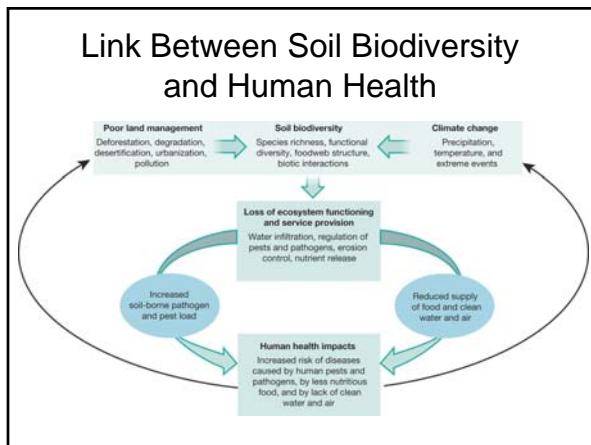 Link Between Soil Biodiversity
and Human Health
Poor land management
Deforestation, degradation,
desertification, urbanization,
pollution
Soil biodiversity
Species richness, functional
diversity, foodweb structure,
biotic interactions
Climate change
Precipitation,
temperature, and
extreme events
Loss of ecosystem functioning
and service provision
Water infiltration, regulation of
pests and pathogens, erosion
control, nutrient release
Increased
soil-borne pathogen
and pest load
Reduced supply
of food and clean
water and air
Human health impacts
Increased risk of diseases
caused by human pests and
pathogens, by less nutritious
food, and by lack of clean
water and air